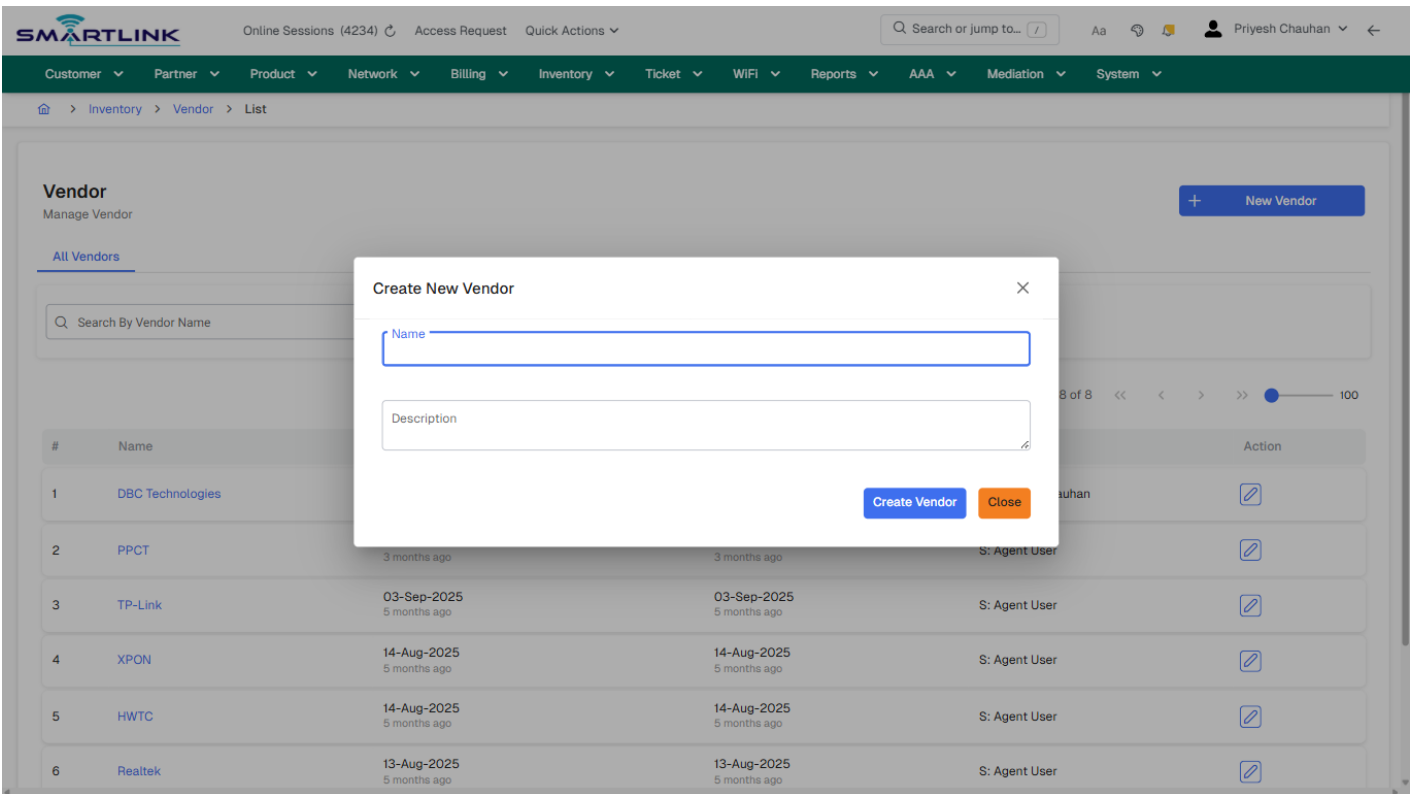 SMARTLINK
Online Sessions (4234) Access Request Quick Actions Search or jump to... / Aa Priyesh Chauhan
Customer Partner Product Network Billing Inventory Ticket WiFi Reports AAA Mediation System
Inventory > Vendor > List
Vendor
Manage Vendor
+ New Vendor
All Vendors
Create New Vendor
Search By Vendor Name
Name
Description
8 of 8 << < > >> 100
# Name Action
Create Vendor Close
1 DBC Technologies auhan
2 PPCT 3 months ago 3 months ago S: Agent User
3 TP-Link 03-Sep-2025 03-Sep-2025 S: Agent User
5 months ago 5 months ago
4 XPON 14-Aug-2025 14-Aug-2025 S: Agent User
5 months ago 5 months ago
5 HWTC 14-Aug-2025 14-Aug-2025 S: Agent User
5 months ago 5 months ago
6 Realtek 13-Aug-2025 13-Aug-2025 S: Agent User
5 months ago 5 months ago